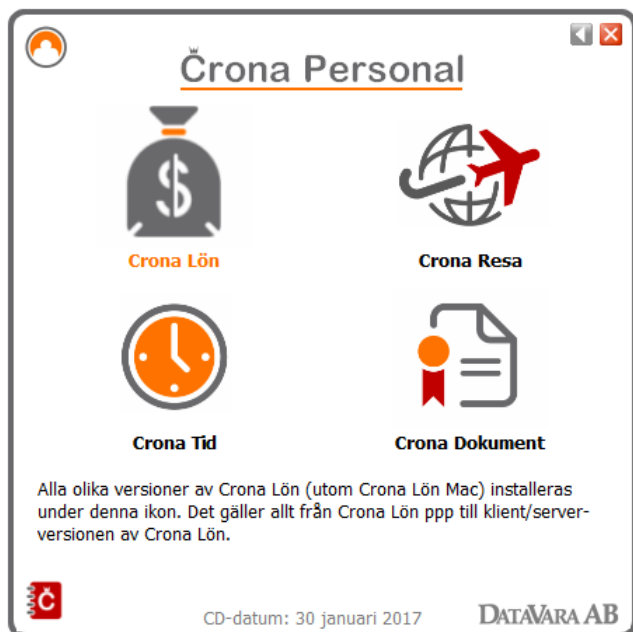 Črona Personal
$
Crona Lön
Crona Resa
Crona Tid
Crona Dokument
Alla olika versioner av Crona Lön (utom Crona Lön Mac) installeras
under denna ikon. Det gäller allt från Crona Lön ppp till klient/server-
versionen av Crona Lön.
Č
CD-datum: 30 januari 2017
DATAVARA AB